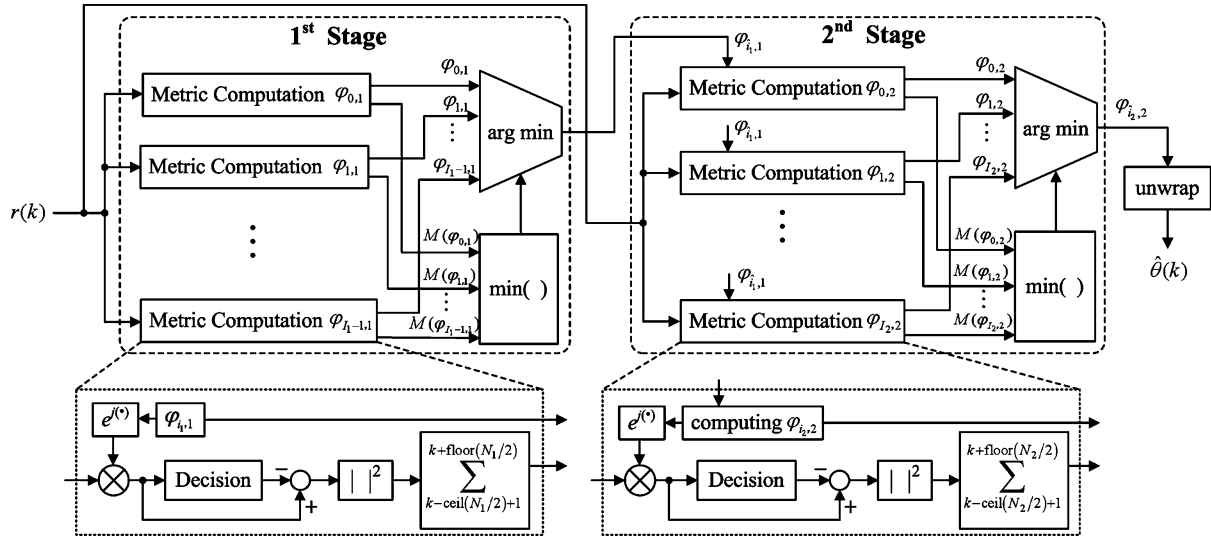 1st Stage
2nd Stage
r(k)
Metric Computation φ0,1
Metric Computation φ1,1
⋮
Metric Computation φI1−1,1
φ0,1
φ1,1
⋮
φI1−1,1
arg min
M(φ0,1)
M(φ1,1)
⋮
M(φI1−1,1)
min( )
φî1,1
Metric Computation φ0,2
φî1,1
Metric Computation φ1,2
⋮
φî1,1
Metric Computation φI2,2
φ0,2
φ1,2
⋮
φI2,2
arg min
M(φ0,2)
M(φ1,2)
⋮
M(φI2,2)
min( )
φî2,2
unwrap
θ̂(k)
e^j(•)
φi1,1
Decision
−
+
| |²
k+floor(N1/2)
∑
k−ceil(N1/2)+1
e^j(•)
computing φi2,2
Decision
−
+
| |²
k+floor(N2/2)
∑
k−ceil(N2/2)+1